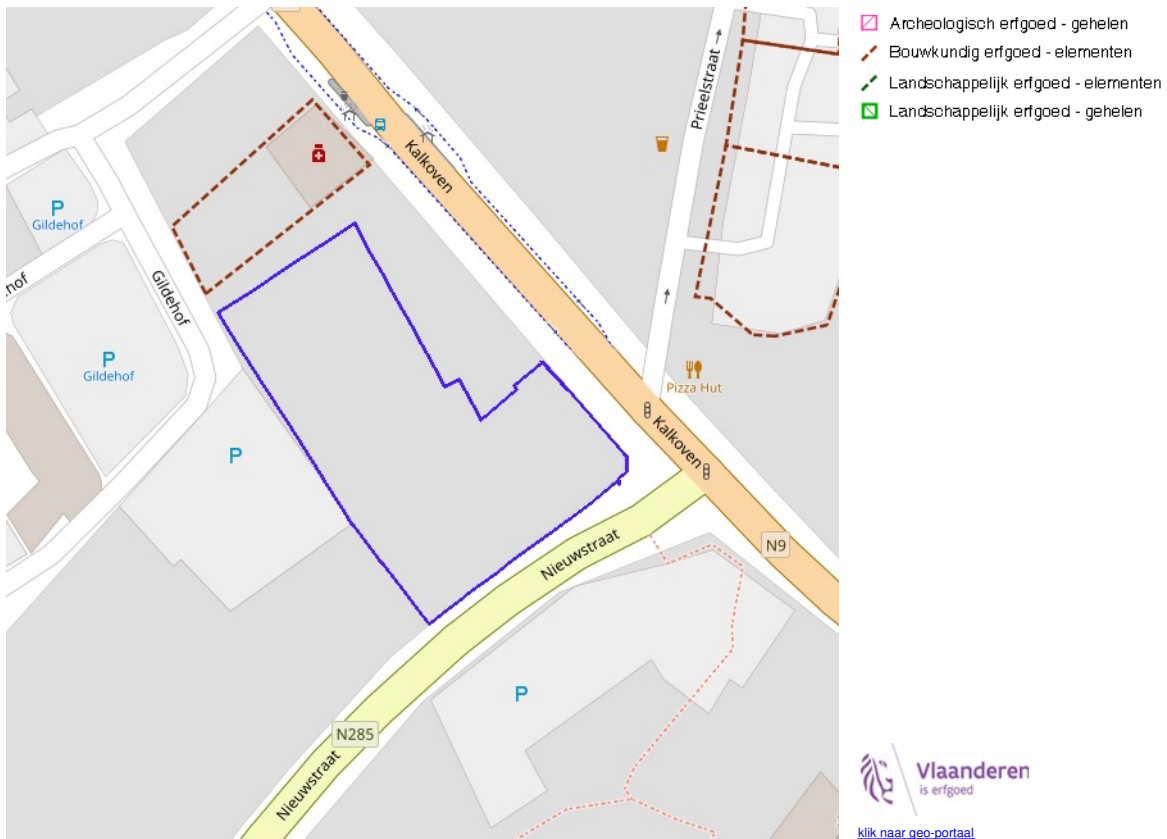 Archeologisch erfgoed - gehelen
Bouwkundig erfgoed - elementen
Landschappelijk erfgoed - elementen
Landschappelijk erfgoed - gehelen
Kalkoven
Prieelstraat
P
Gildehof
Gildehof
P
Gildehof
P
Pizza Hut
Kalkoven
N9
Nieuwstraat
P
N285
Nieuwstraat
Vlaanderen
is erfgoed
klik naar geo-portaal